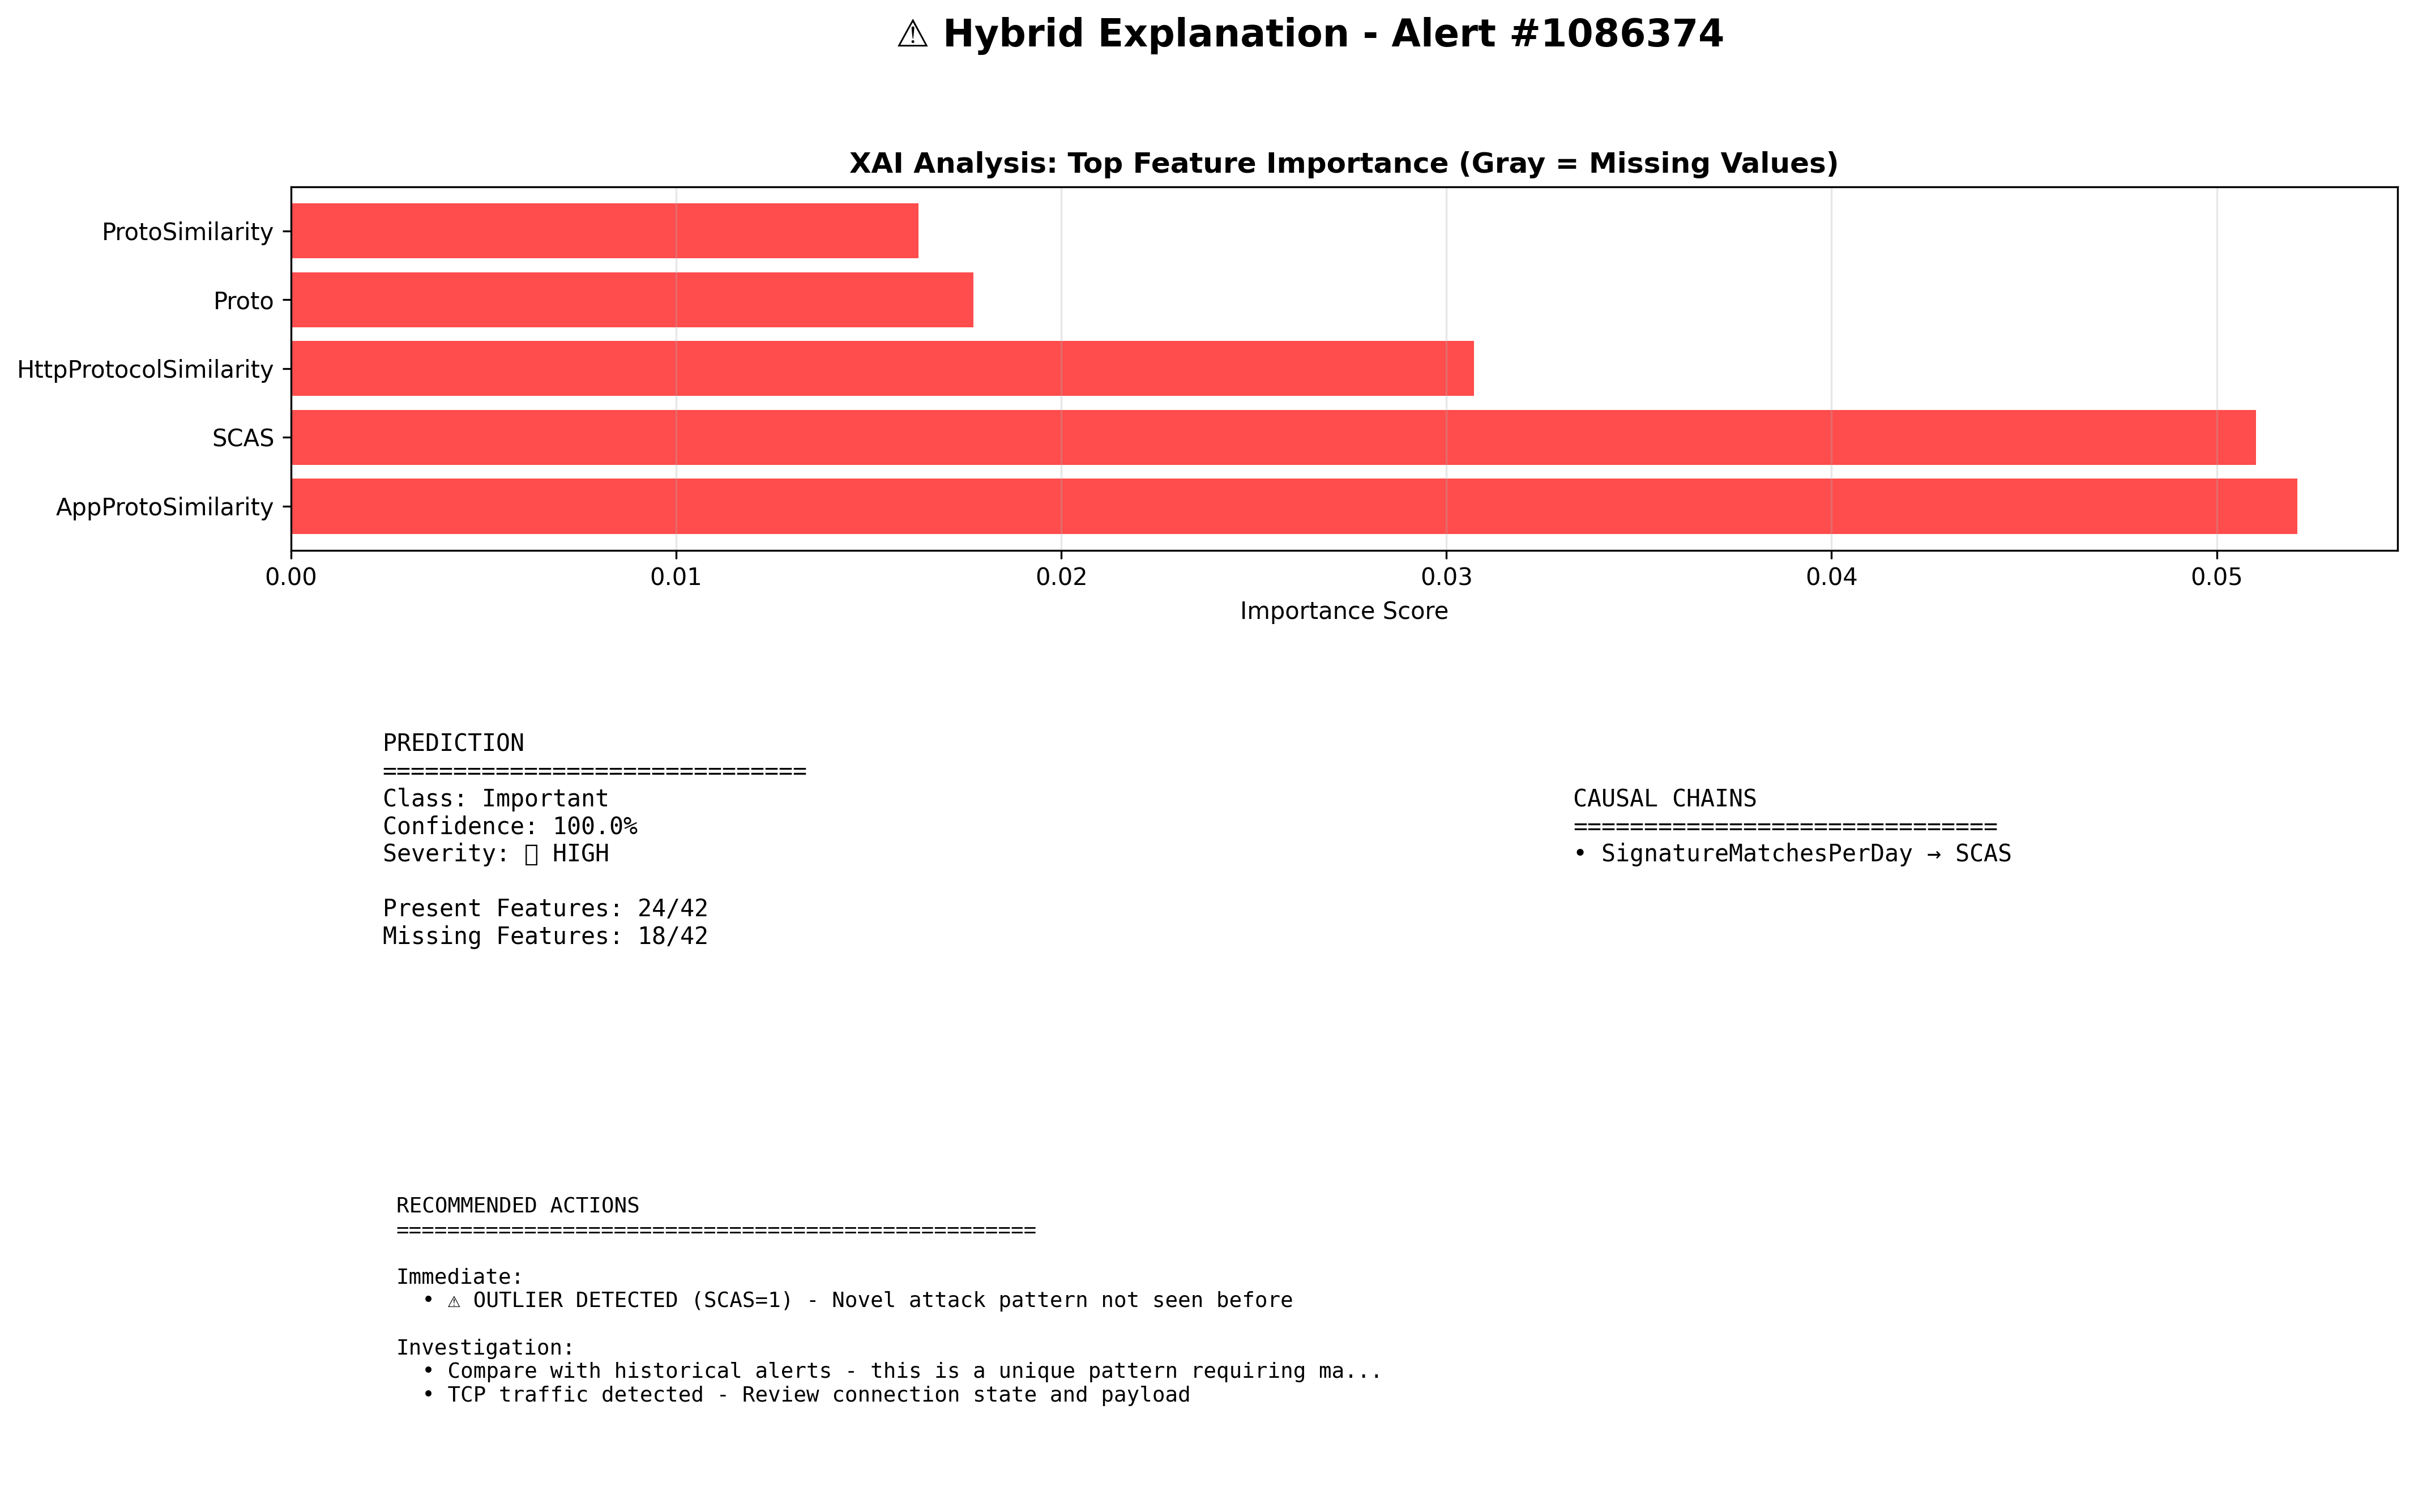 ⚠ Hybrid Explanation - Alert #1086374
XAI Analysis: Top Feature Importance (Gray = Missing Values)
ProtoSimilarity
Proto
HttpProtocolSimilarity
SCAS
AppProtoSimilarity
0.00 0.01 0.02 0.03 0.04 0.05
Importance Score
PREDICTION
==============================
Class: Important
Confidence: 100.0%
Severity: ▯ HIGH
Present Features: 24/42
Missing Features: 18/42
CAUSAL CHAINS
==============================
• SignatureMatchesPerDay → SCAS
RECOMMENDED ACTIONS
==================================================
Immediate:
• ⚠ OUTLIER DETECTED (SCAS=1) - Novel attack pattern not seen before
Investigation:
• Compare with historical alerts - this is a unique pattern requiring ma...
• TCP traffic detected - Review connection state and payload